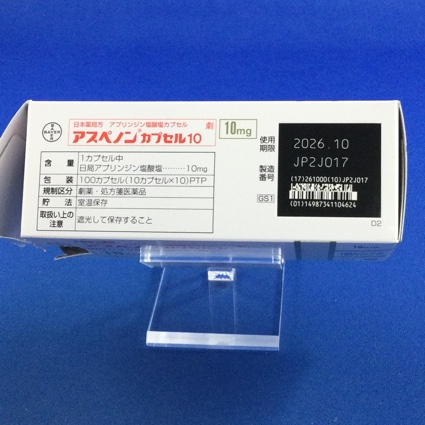 BAYER
日本薬局方 アプリンジン塩酸塩カプセル
アスペノン®カプセル10
劇
10mg
使用期限
2026.10
製造番号
JP2J017
含量
1カプセル中
日局アプリンジン塩酸塩………10mg
包装
100カプセル(10カプセル×10)PTP
規制区分
劇薬・処方箋医薬品
貯法
室温保存
取扱い上の注意
遮光して保存すること
GS1
(17)261000(10)JP2J017
(01)14987341104624
D2